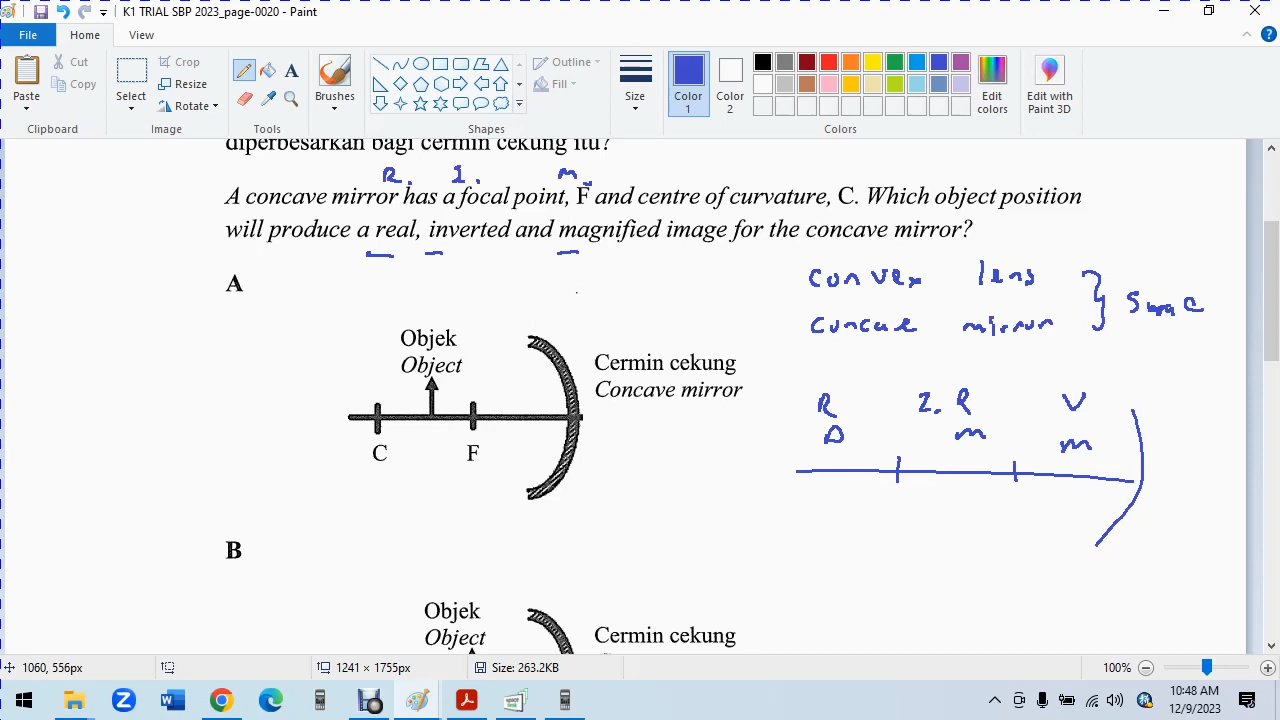 K1 TRIAL SBP 2023_page-0020 - Paint
File Home View
Paste Cut Copy
Clipboard
Select Crop Resize Rotate
Image
A
Tools
Brushes
Outline Fill
Shapes
Size
Color 1
Color 2
Edit colors
Colors
Edit with Paint 3D
diperbesarkan bagi cermin cekung itu?
R. I. m
A concave mirror has a focal point, F and centre of curvature, C. Which object position
will produce a real, inverted and magnified image for the concave mirror?
convex lens
mirror
A
Objek
Object
Cermin cekung
Concave mirror
C F
R I. R V
D m m
B
Objek
Object
Cermin cekung
1060, 556px
1241 × 1755px
Size: 263.2KB
100%
10:48 AM
12/9/2023